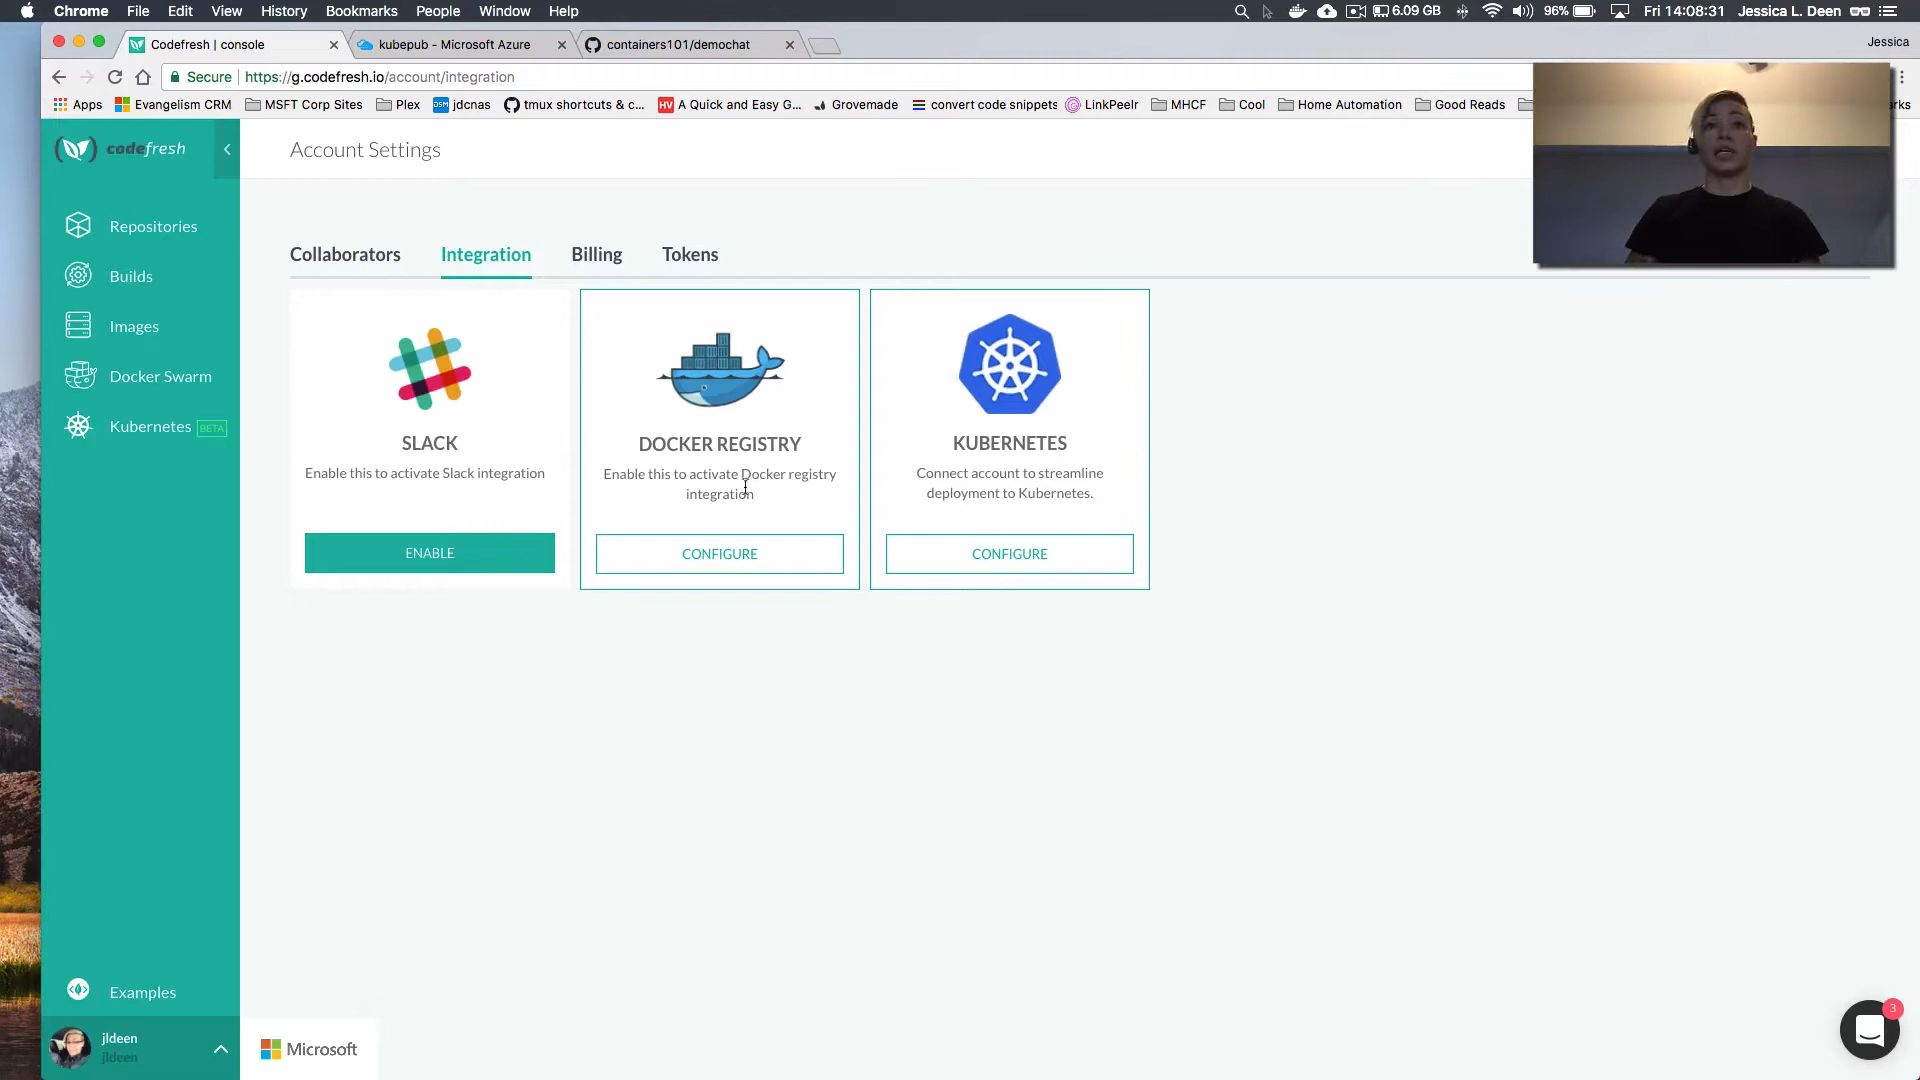 Chrome File Edit View History Bookmarks People Window Help 6.09 GB 96% Fri 14:08:31 Jessica L. Deen
Codefresh | console kubepub - Microsoft Azure containers101/demochat Jessica
Secure https://g.codefresh.io/account/integration
Apps Evangelism CRM MSFT Corp Sites Plex DSM jdcnas tmux shortcuts & c... HV A Quick and Easy G... Grovemade convert code snippets LinkPeelr MHCF Cool Home Automation Good Reads arks
codefresh
Account Settings
Repositories
Builds
Images
Docker Swarm
Kubernetes BETA
Collaborators Integration Billing Tokens
SLACK
Enable this to activate Slack integration
ENABLE
DOCKER REGISTRY
Enable this to activate Docker registry
integration
CONFIGURE
KUBERNETES
Connect account to streamline
deployment to Kubernetes.
CONFIGURE
Examples
jldeen
jldeen
Microsoft
3